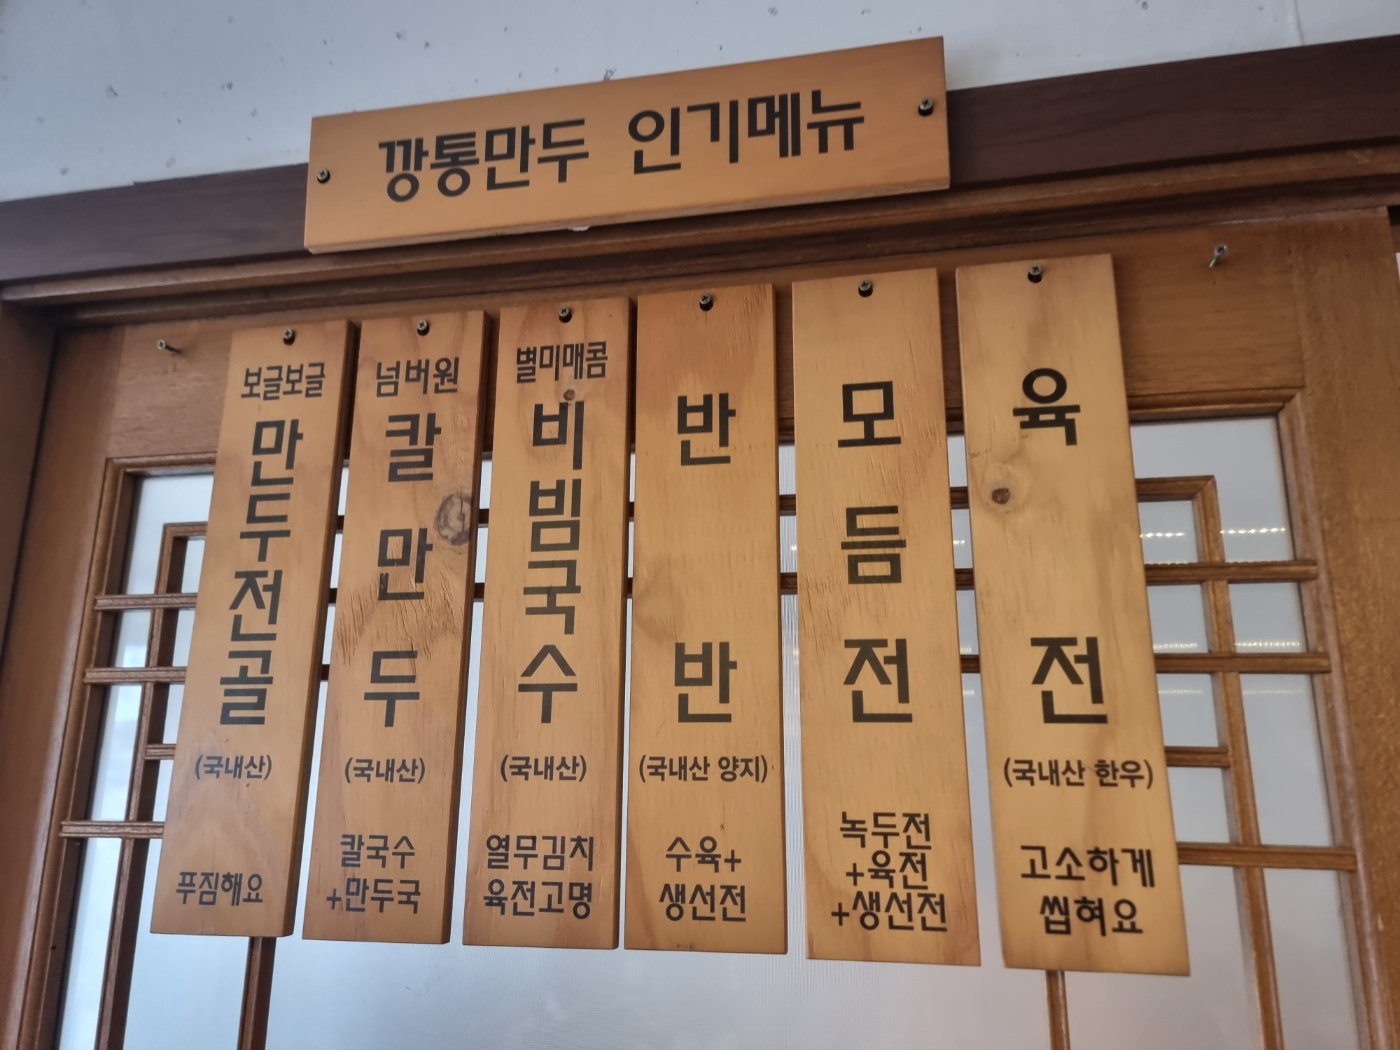 깡통만두 인기메뉴
보글보글
만두전골
(국내산)
푸짐해요
넘버원
칼만두
(국내산)
칼국수
+만두국
별미매콤
비빔국수
(국내산)
열무김치
육전고명
반반
(국내산 양지)
수육+
생선전
모듬전
녹두전
+육전
+생선전
육전
(국내산 한우)
고소하게
씹혀요